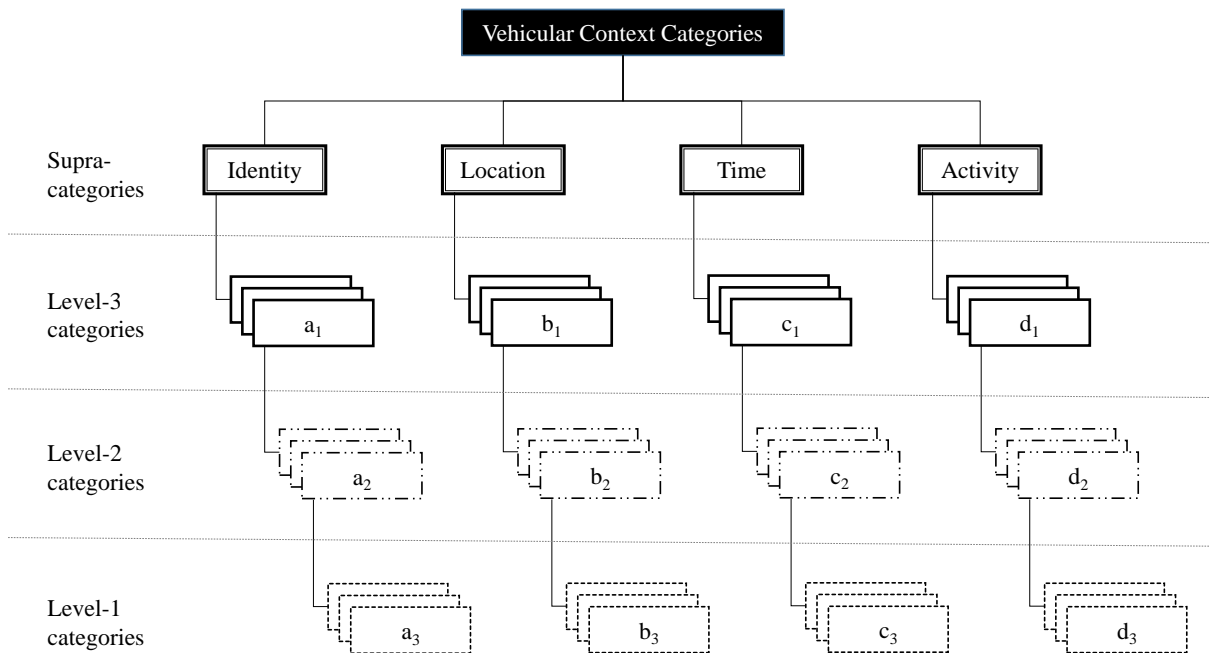 Vehicular Context Categories
Supra-
categories
Identity
Location
Time
Activity
Level-3
categories
a₁
b₁
c₁
d₁
Level-2
categories
a₂
b₂
c₂
d₂
Level-1
categories
a₃
b₃
c₃
d₃